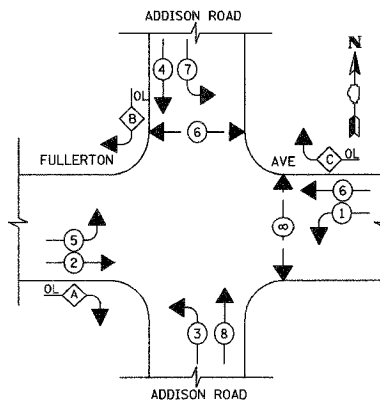 ADDISON ROAD
N
4 7
OL
B
6
FULLERTON AVE
C OL
6
1
8
5
2
OL A
3 8
ADDISON ROAD